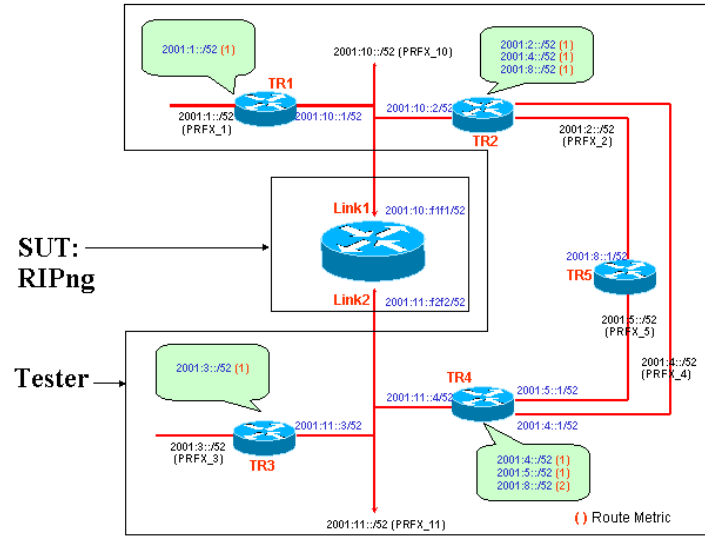 2001:1::/52 (1)
TR1
2001:1::/52
(PRFX_1)
2001:10::1/52
2001:10::/52 (PRFX_10)
2001:2::/52 (1)
2001:4::/52 (1)
2001:8::/52 (1)
2001:10::2/52
TR2
2001:2::/52
(PRFX_2)
SUT:
RIPng
Link1
2001:10::f1f1/52
Link2
2001:11::f2f2/52
2001:8::1/52
TR5
2001:5::/52
(PRFX_5)
2001:4::/52
(PRFX_4)
Tester
2001:3::/52 (1)
2001:3::/52
(PRFX_3)
TR3
2001:11::3/52
2001:11::4/52
TR4
2001:5::1/52
2001:4::1/52
2001:4::/52 (1)
2001:5::/52 (1)
2001:8::/52 (2)
2001:11::/52 (PRFX_11)
( ) Route Metric